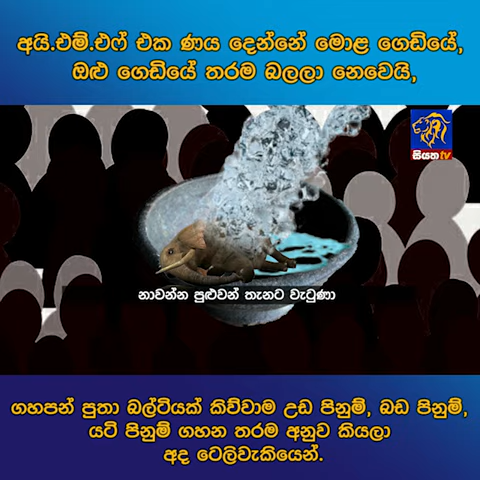 අයි.එම්.එෆ් එක ණය දෙන්නේ මොළ ගෙඩියේ,
ඔළු ගෙඩියේ තරම බලලා නෙවෙයි,
සියත tv
නාවන්න පුළුවන් තැනට වැටුණා
ගහපන් පුතා බල්ටියක් කිව්වාම උඩ පිනුම්, බඩ පිනුම්,
යටි පිනුම් ගහන තරම අනුව කියලා
අද ටෙලිවැකියෙන්.